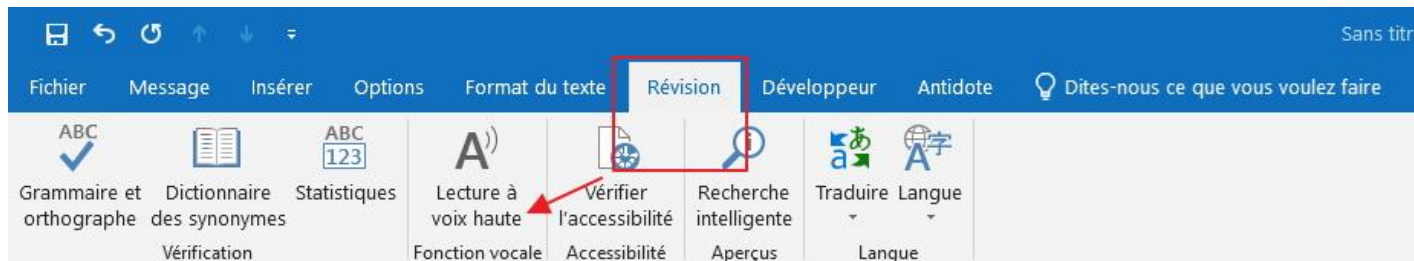 Sans titr
Fichier Message Insérer Options Format du texte Révision Développeur Antidote Dites-nous ce que vous voulez faire
ABC ABC A i あ 字
123 a A
Grammaire et Dictionnaire Statistiques Lecture à Vérifier Recherche Traduire Langue
orthographe des synonymes voix haute l'accessibilité intelligente
Vérification Fonction vocale Accessibilité Aperçus Langue